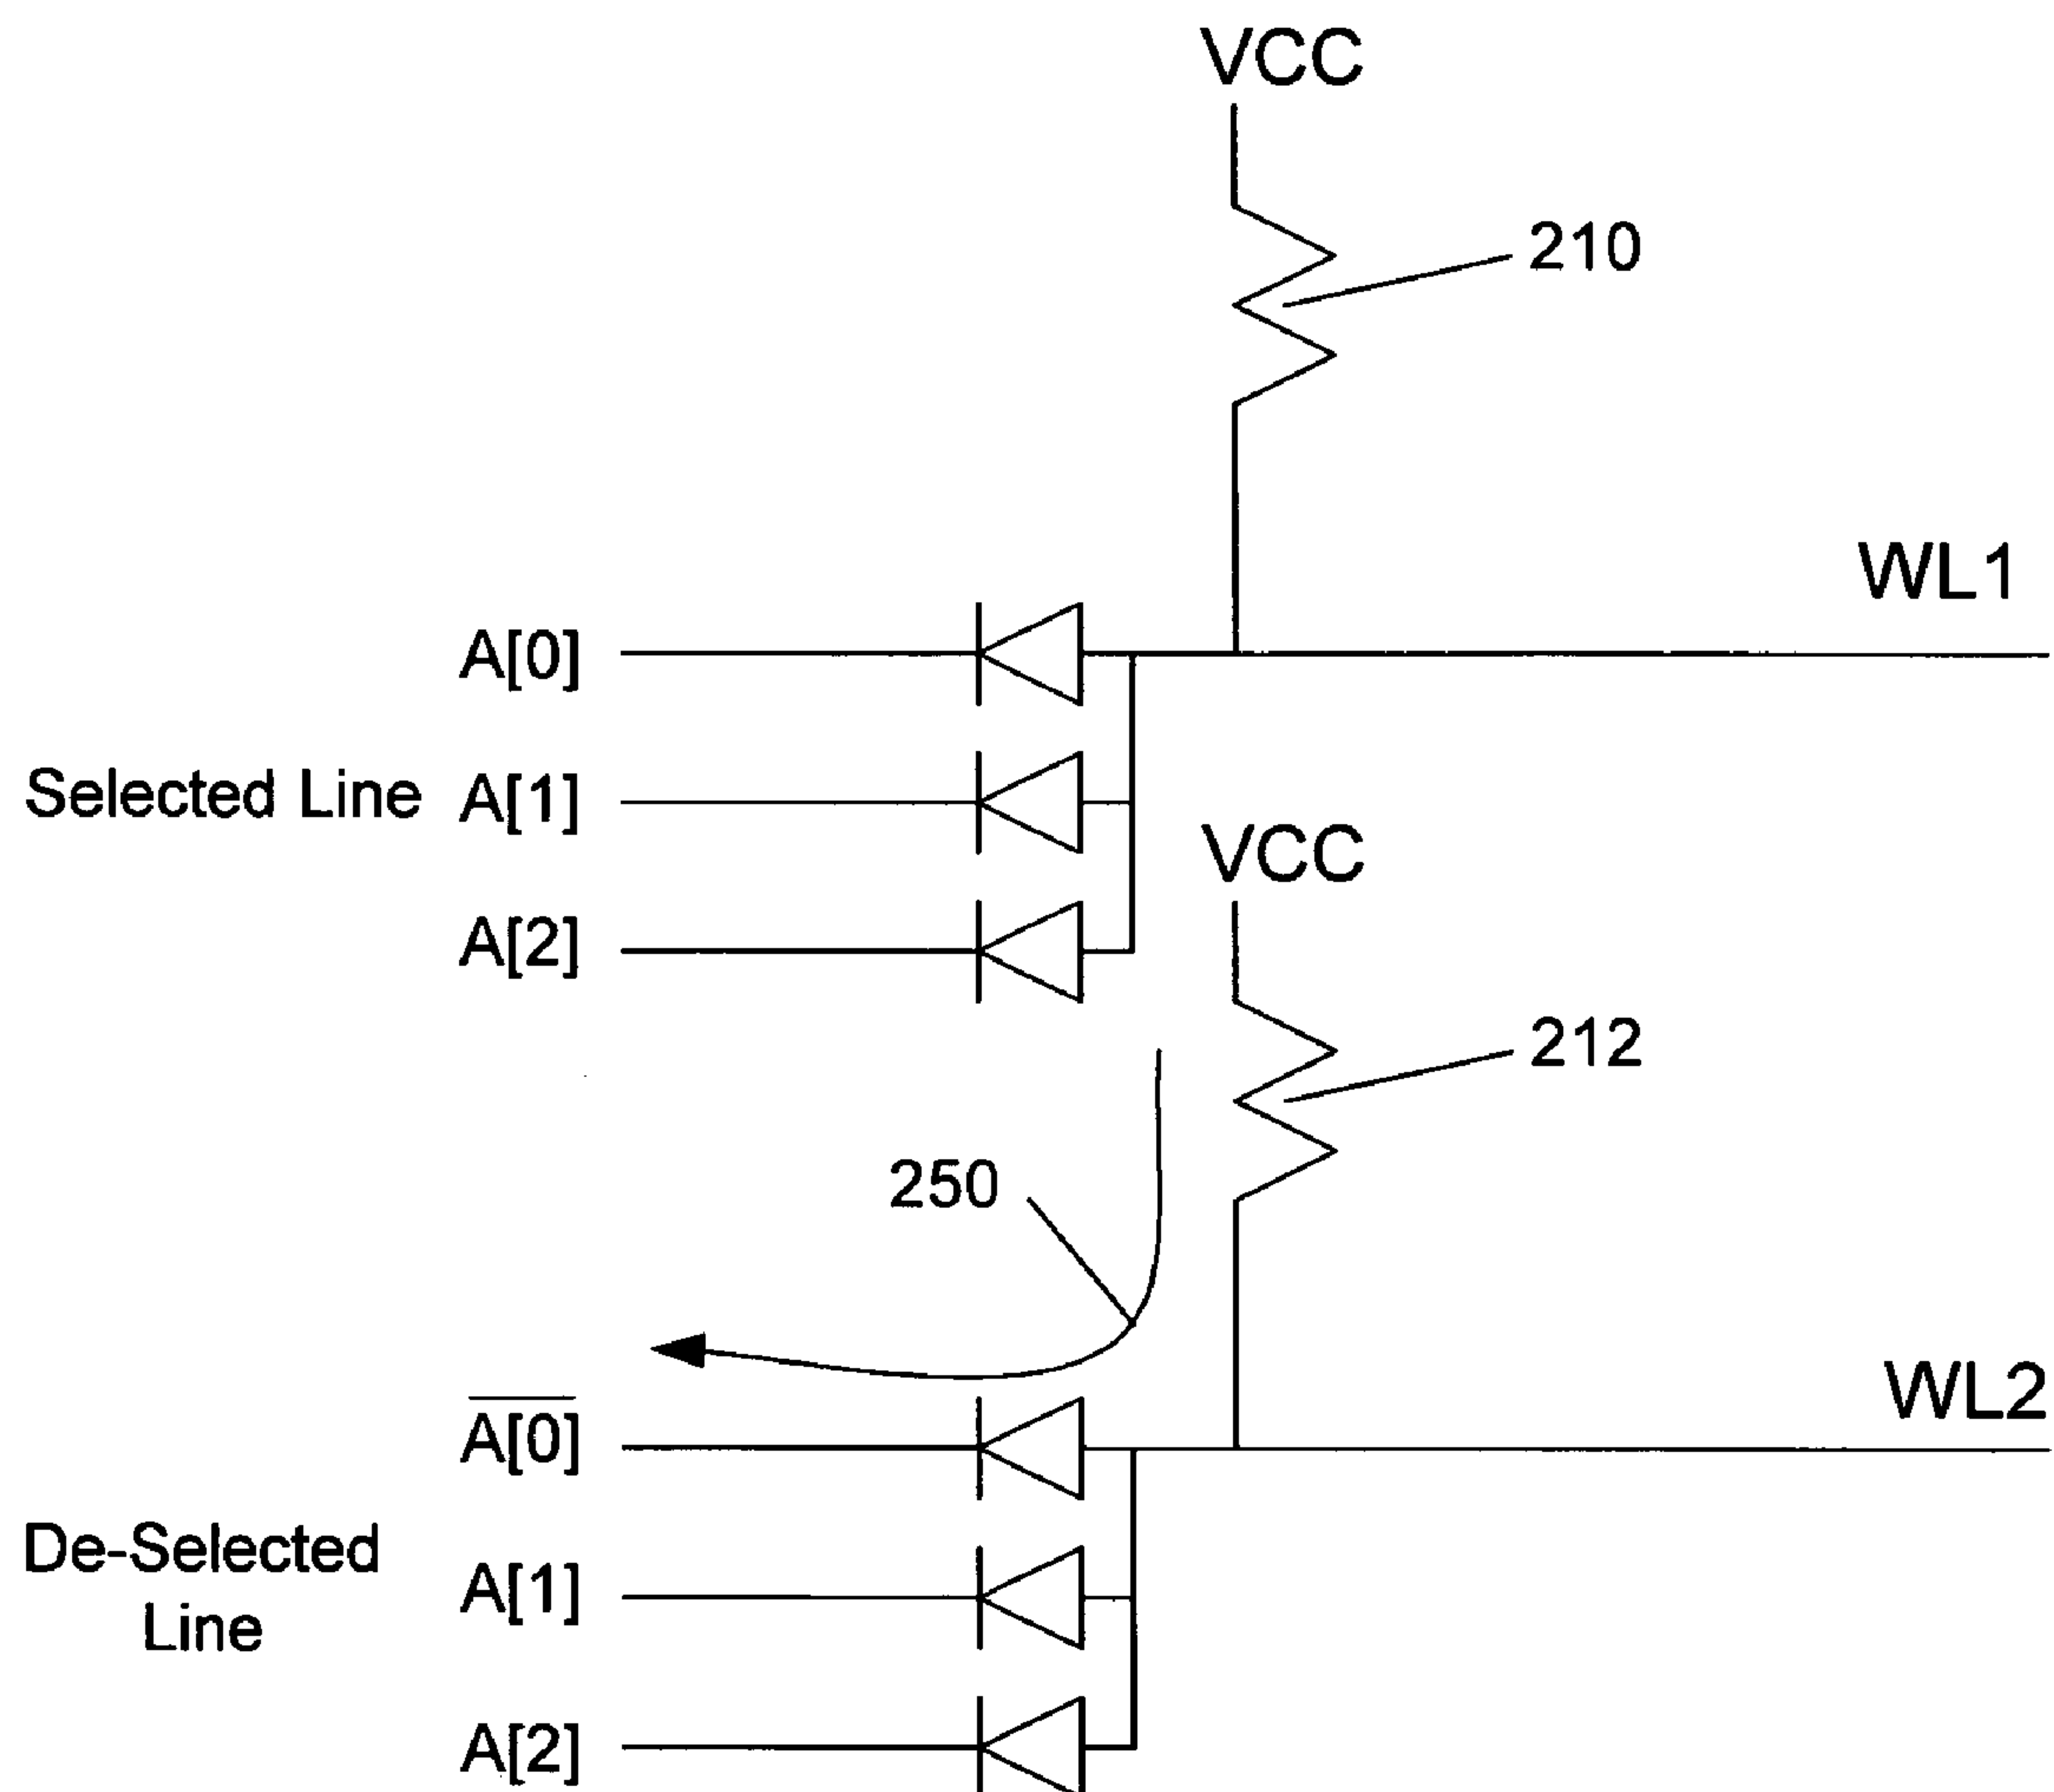 VCC
210
WL1
A[0]
Selected Line
A[1]
VCC
A[2]
212
250
WL2
A̅[̅0̅]̅
De-Selected
Line
A[1]
A[2]